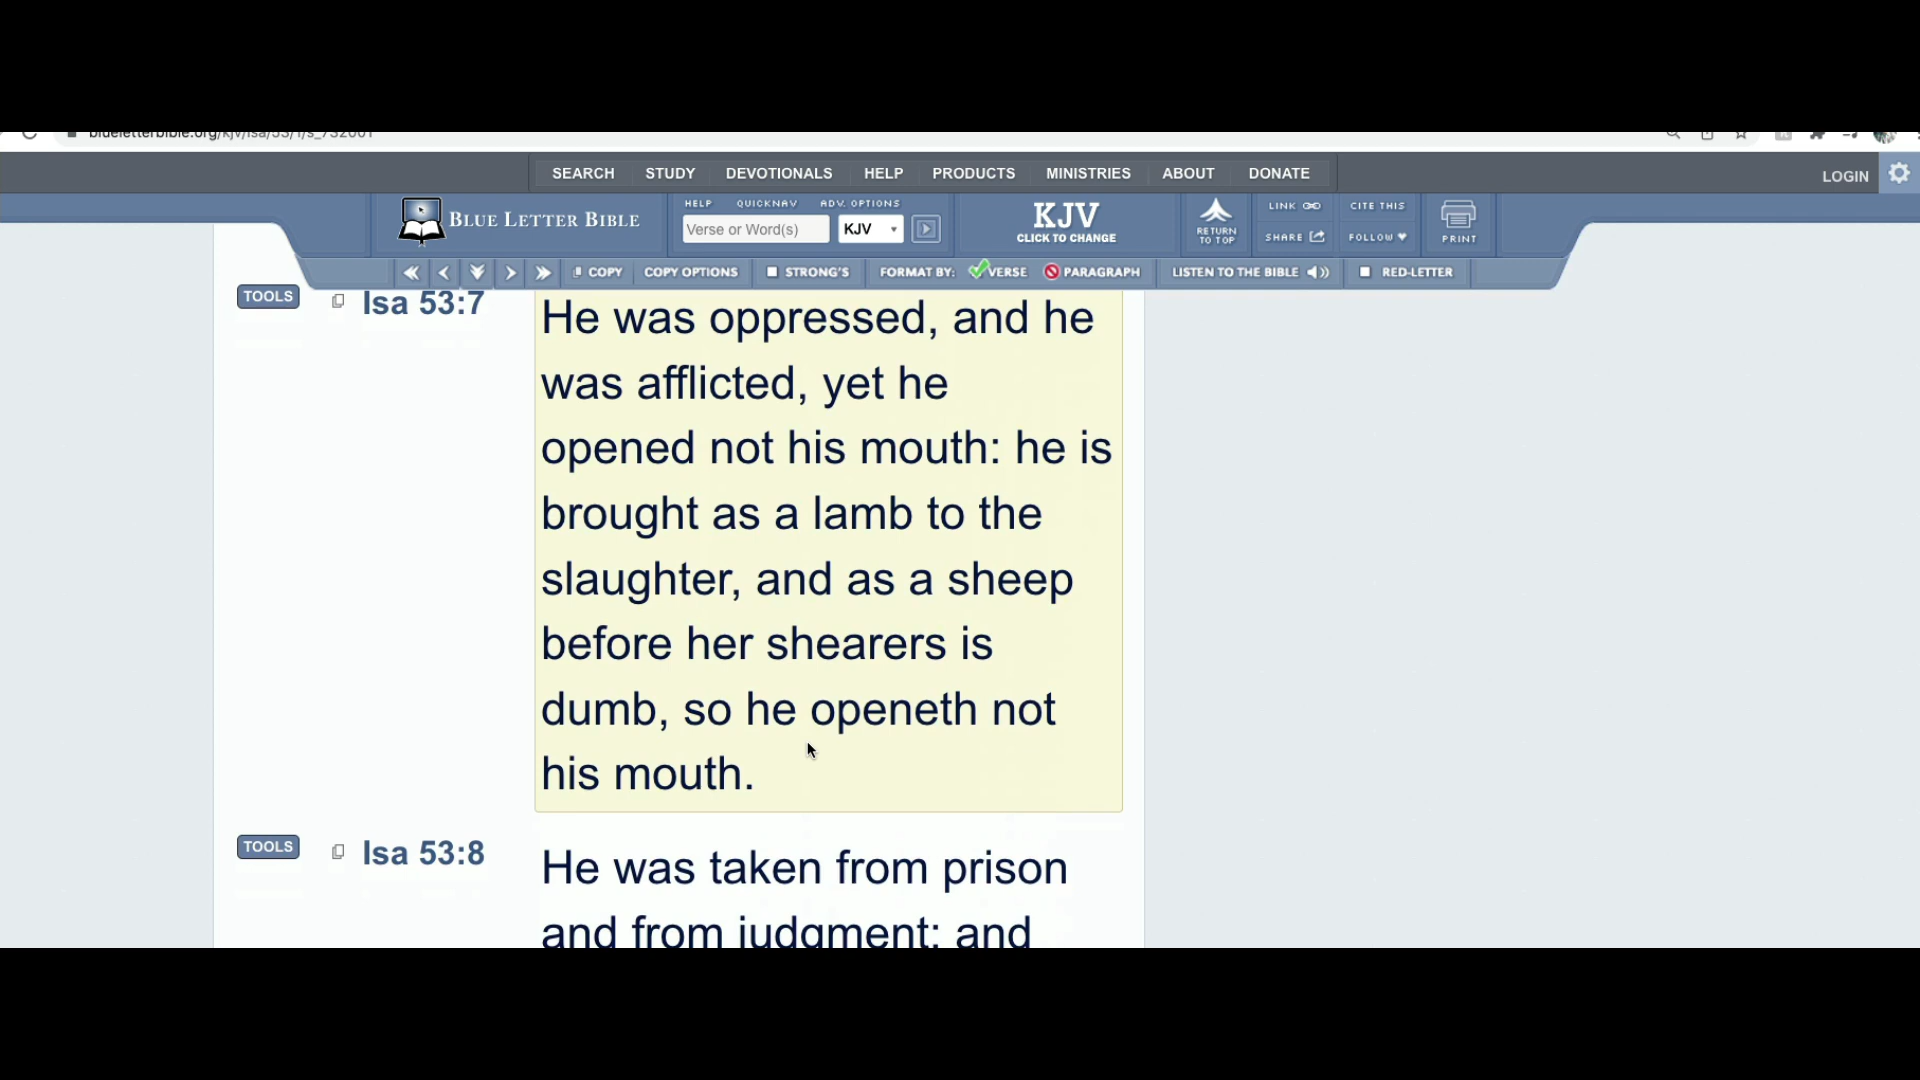 SEARCH STUDY DEVOTIONALS HELP PRODUCTS MINISTRIES ABOUT DONATE LOGIN
HELP QUICKNAV ADV. OPTIONS
BLUE LETTER BIBLE Verse or Word(s) KJV
KJV
CLICK TO CHANGE
RETURN
TO TOP
LINK CITE THIS
SHARE FOLLOW
PRINT
COPY COPY OPTIONS STRONG'S FORMAT BY: VERSE PARAGRAPH LISTEN TO THE BIBLE RED-LETTER
TOOLS Isa 53:7 He was oppressed, and he
was afflicted, yet he
opened not his mouth: he is
brought as a lamb to the
slaughter, and as a sheep
before her shearers is
dumb, so he openeth not
his mouth.
TOOLS Isa 53:8 He was taken from prison
and from judgment: and